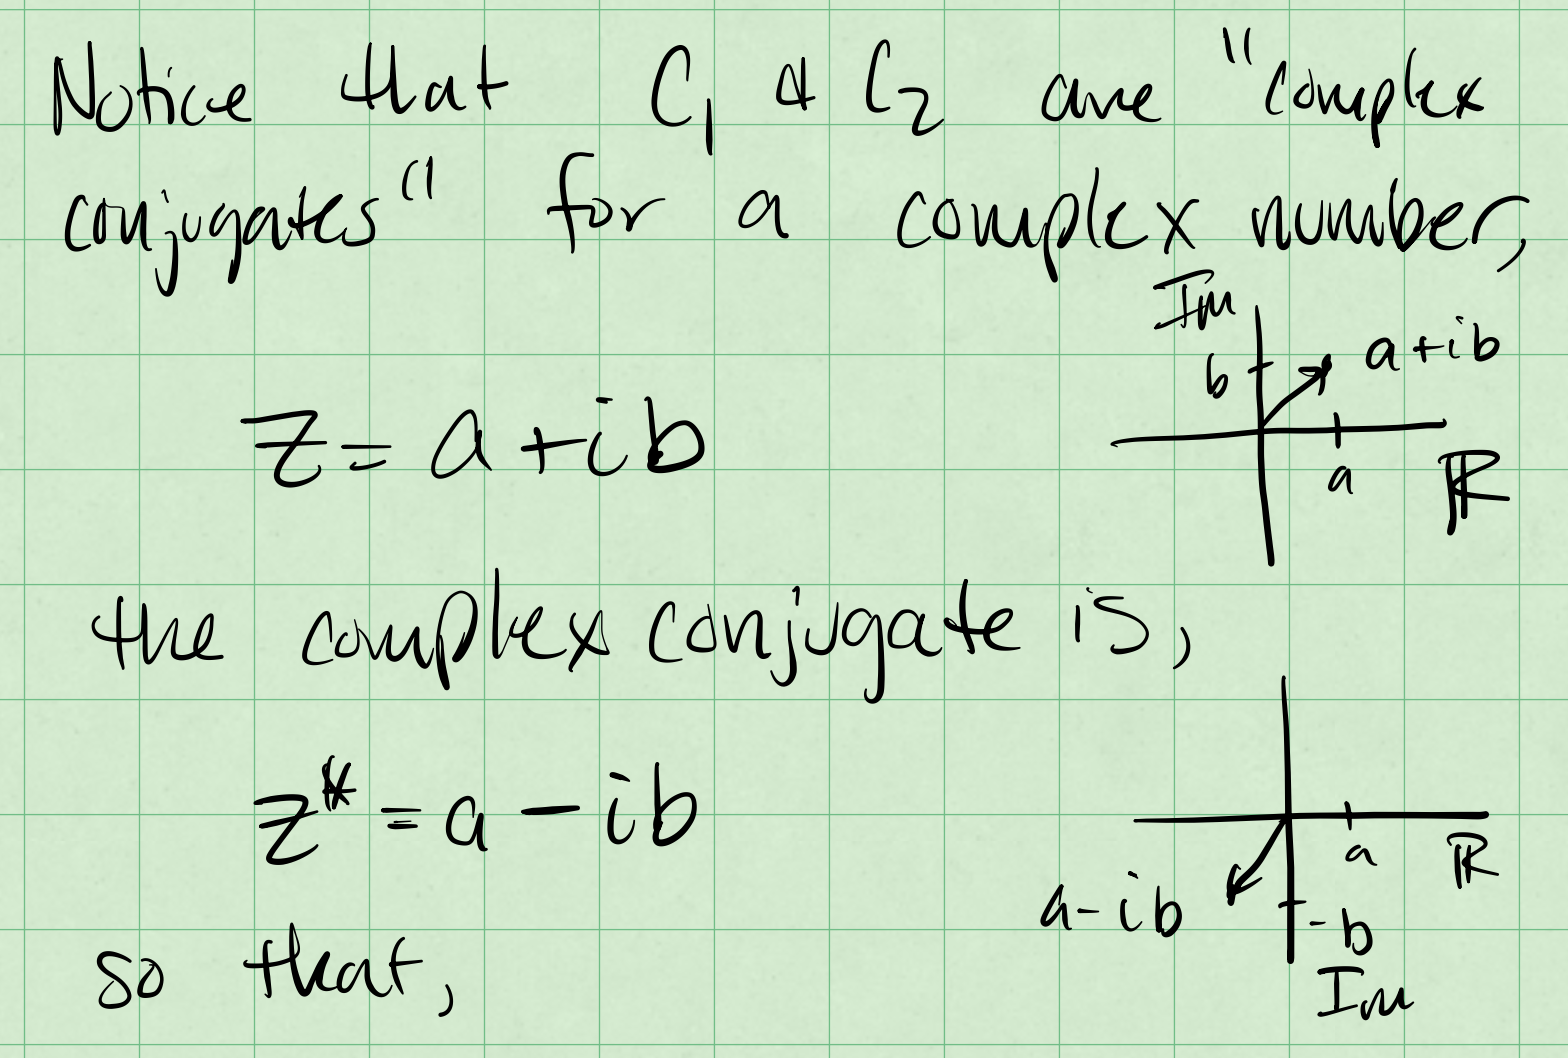 Notice that C₁ & C₂ are "complex
conjugates" for a complex number,
Im
b
a+ib
z = a+ib
a
ℝ
the complex conjugate is,
z* = a - ib
a
ℝ
a-ib
-b
so that,
Im